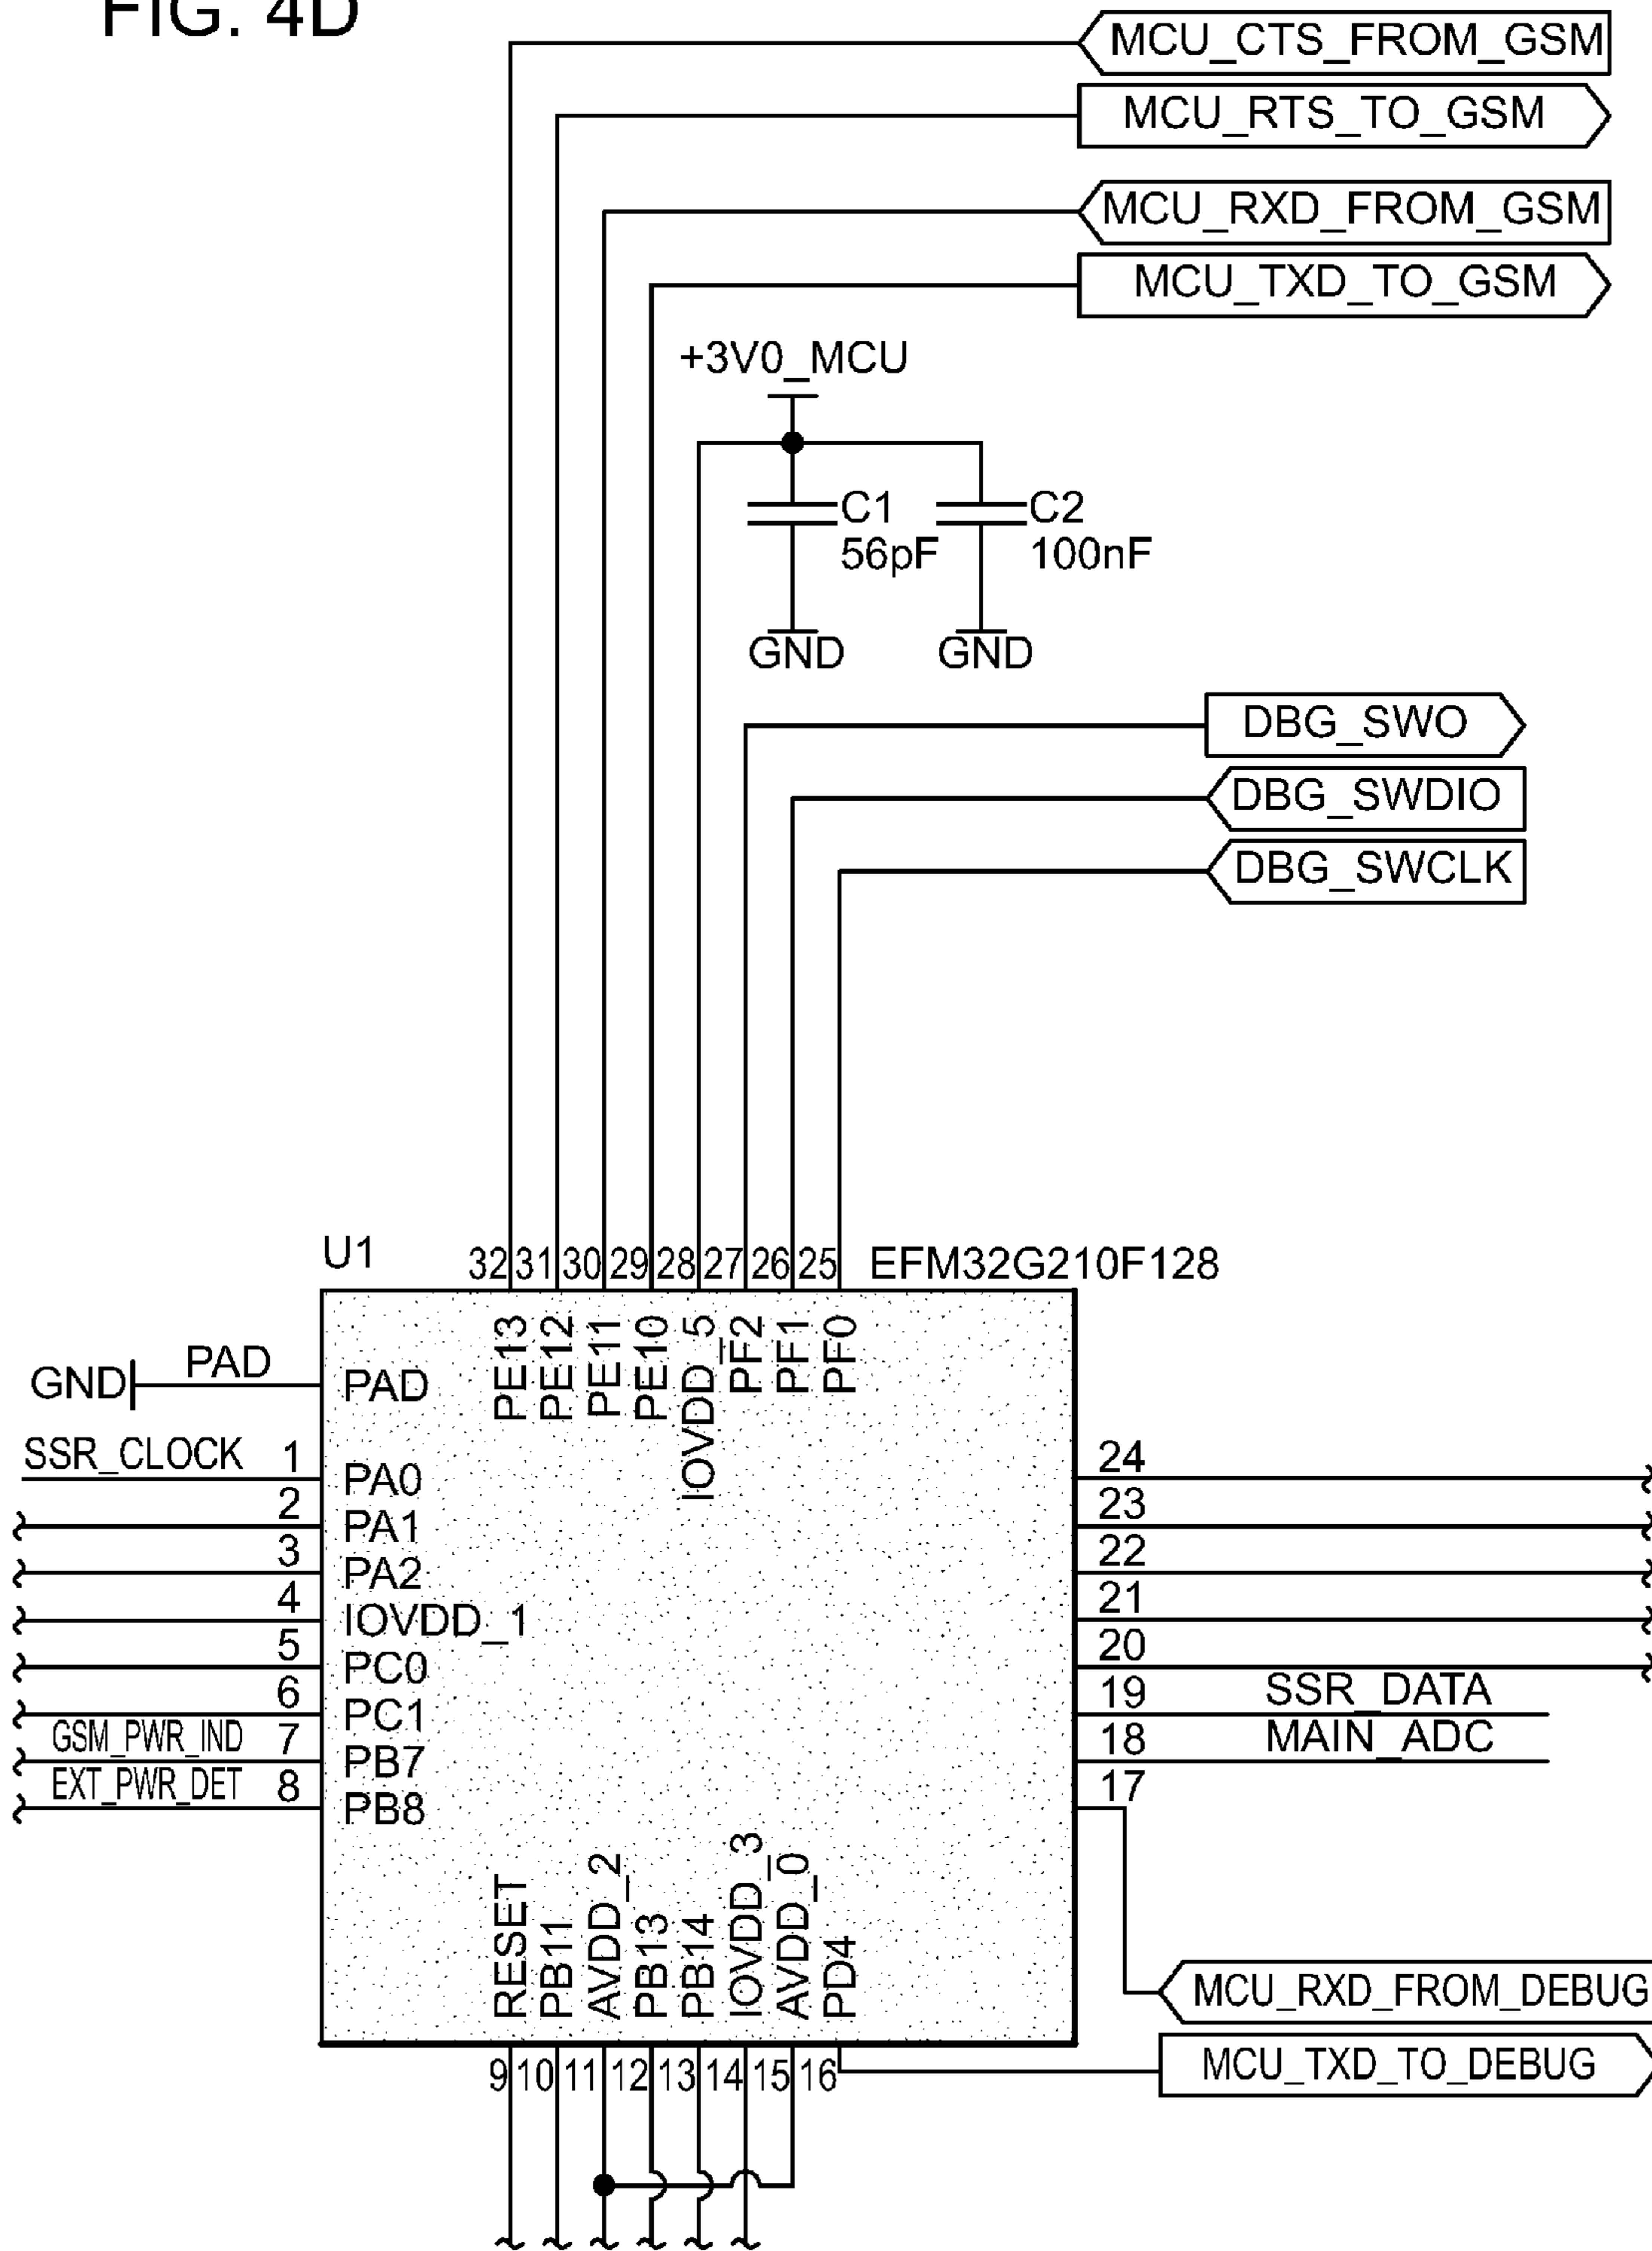 FIG. 4D
MCU_CTS_FROM_GSM
MCU_RTS_TO_GSM
MCU_RXD_FROM_GSM
MCU_TXD_TO_GSM
+3V0_MCU
C1
56pF
C2
100nF
GND
GND
DBG_SWO
DBG_SWDIO
DBG_SWCLK
U1
32 31 30 29 28 27 26 25
EFM32G210F128
PE13
PE12
PE11
PE10
IOVDD_5
PF2
PF1
PF0
GND
PAD
PAD
SSR_CLOCK 1 PA0
2 PA1
3 PA2
4 IOVDD_1
5 PC0
6 PC1
GSM_PWR_IND 7 PB7
EXT_PWR_DET 8 PB8
24
23
22
21
20
19 SSR_DATA
18 MAIN_ADC
17
RESET
PB11
AVDD_2
PB13
PB14
IOVDD_3
AVDD_0
PD4
9 10 11 12 13 14 15 16
MCU_RXD_FROM_DEBUG
MCU_TXD_TO_DEBUG